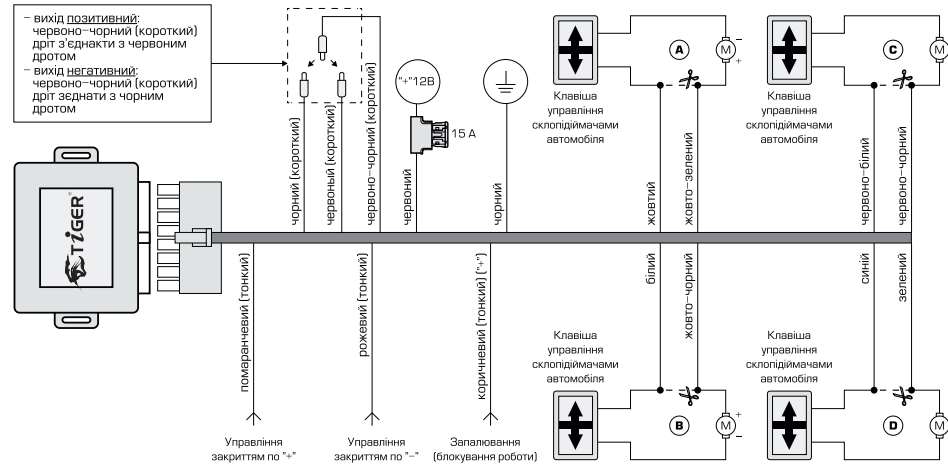 – вихід позитивний:
червоно-чорний (короткий)
дріт з'єднакти з червоним
дротом
– вихід негативний:
червоно-чорний (короткий)
дріт зєднати з чорним
дротом
чорний (короткий)
червоный (короткий)
червоно-чорний (короткий)
"+"12В
15 А
червоний
чорний
Клавіша
управління
склопідіймачами
автомобіля
A
M
–
+
жовтий
жовто-зелений
Клавіша
управління
склопідіймачами
автомобіля
C
M
червоно-білий
червоно-чорний
TIGER
®
помаранчевий (тонкий)
Управління
закриттям по "+"
рожевий (тонкий)
Управління
закриттям по "–"
коричневий (тонкий) ("+")
Запалювання
(блокування роботи)
білий
жовто-чорний
Клавіша
управління
склопідіймачами
автомобіля
B
M
+
–
синій
зелений
Клавіша
управління
склопідіймачами
автомобіля
D
M